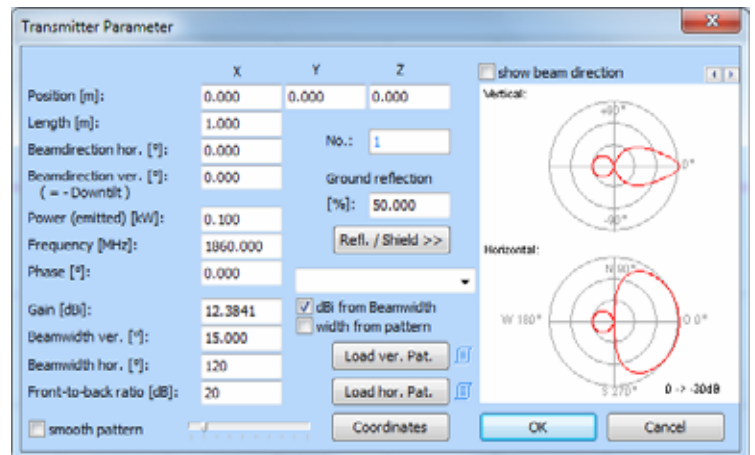 Transmitter Parameter
X Y Z show beam direction
Position [m]: 0.000 0.000 0.000
Vertical:
+90°
Length [m]: 1.000
Beamdirection hor. [°]: 0.000 No.: 1
0°
Beamdirection ver. [°]: 0.000 Ground reflection
( = - Downtilt )
[%]: 50.000
-90°
Power (emitted) [kW]: 0.100
Frequency [MHz]: 1860.000 Refl. / Shield >>
Horizontal:
N 90°
Phase [°]: 0.000
Gain [dBi]: 12.3841 dBi from Beamwidth
W 180° O 0°
Beamwidth ver. [°]: 15.000 width from pattern
Load ver. Pat.
Beamwidth hor. [°]: 120
Front-to-back ratio [dB]: 20 Load hor. Pat.
S 270° 0 -> -30dB
smooth pattern Coordinates OK Cancel